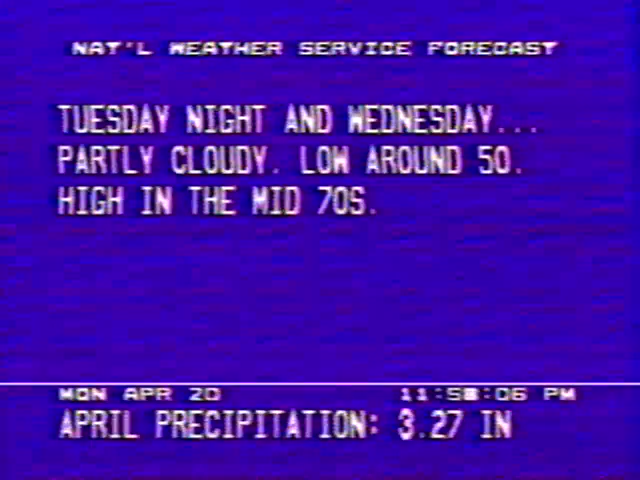 NAT'L WEATHER SERVICE FORECAST
TUESDAY NIGHT AND WEDNESDAY...
PARTLY CLOUDY. LOW AROUND 50.
HIGH IN THE MID 70S.
MON APR 20
11:58:06 PM
APRIL PRECIPITATION: 3.27 IN